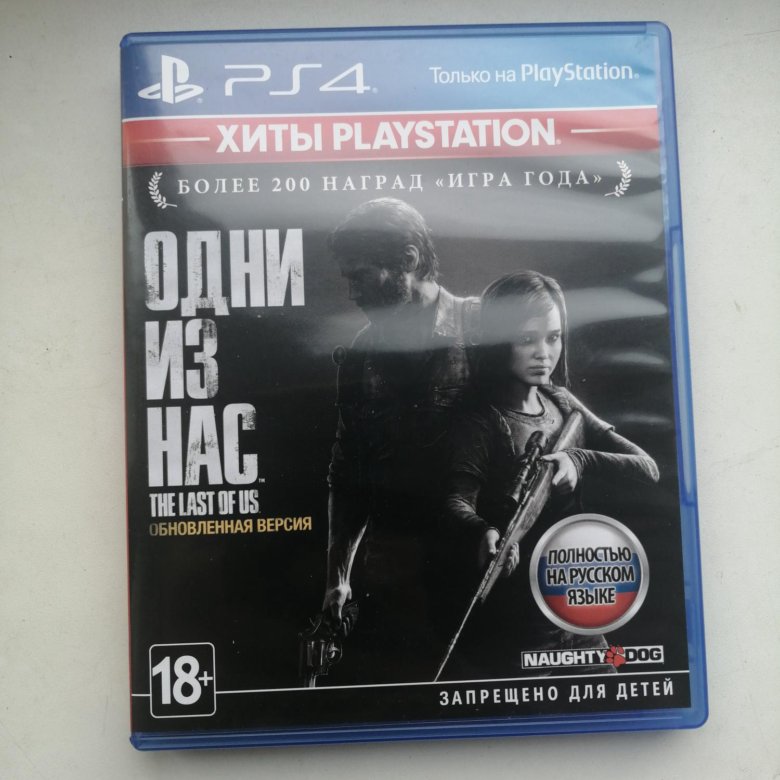 PS4
Только на PlayStation®
ХИТЫ PLAYSTATION®
БОЛЕЕ 200 НАГРАД «ИГРА ГОДА»
ОДНИ
ИЗ
НАС™
THE LAST OF US
ОБНОВЛЕННАЯ ВЕРСИЯ
ПОЛНОСТЬЮ
НА РУССКОМ
ЯЗЫКЕ
NAUGHTY DOG
18+
ЗАПРЕЩЕНО ДЛЯ ДЕТЕЙ